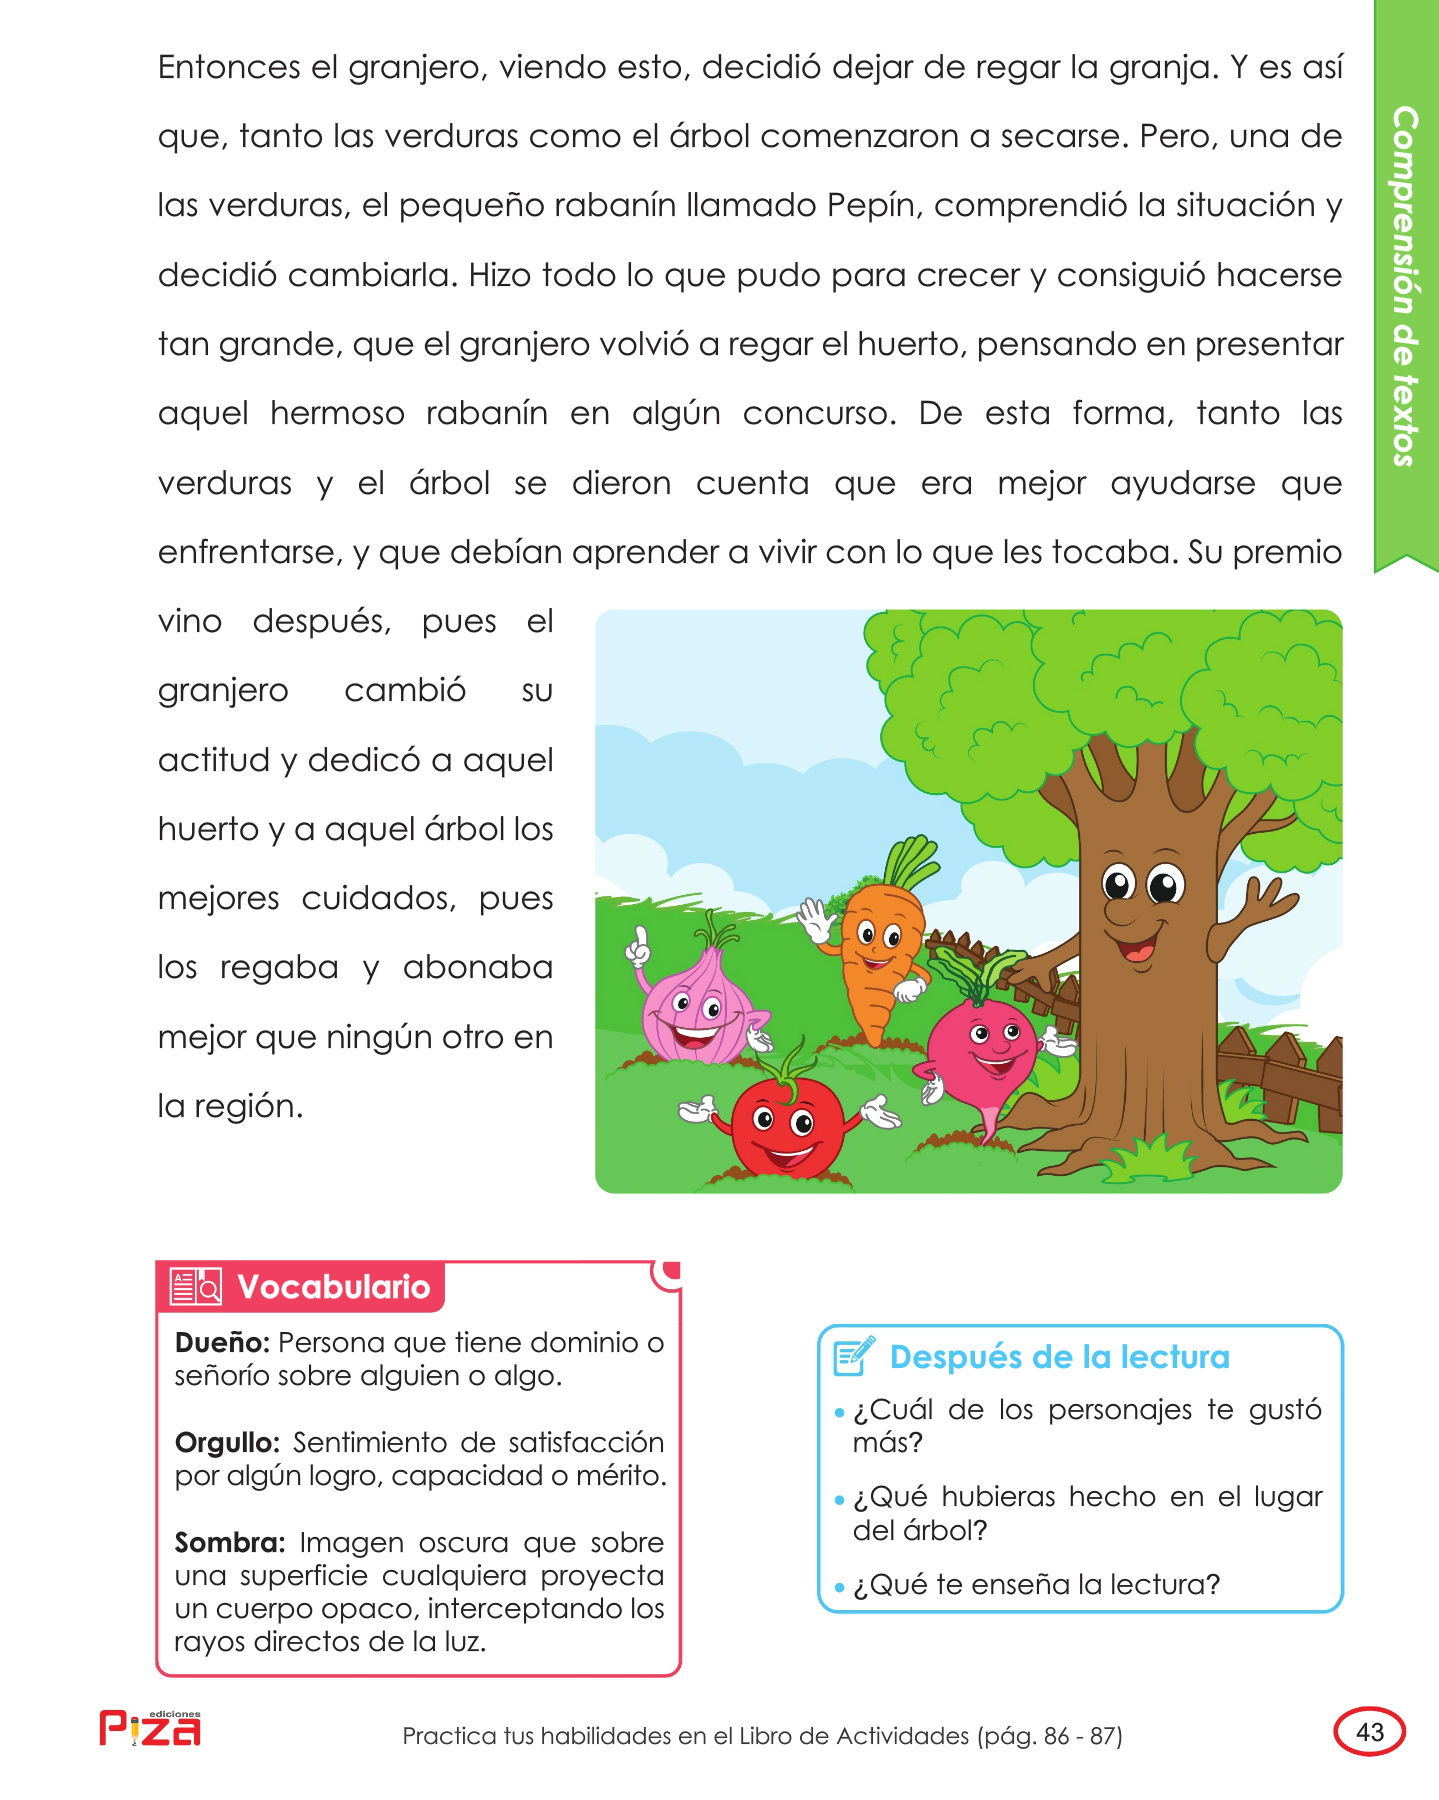 Entonces el granjero, viendo esto, decidió dejar de regar la granja. Y es así
que, tanto las verduras como el árbol comenzaron a secarse. Pero, una de
las verduras, el pequeño rabanín llamado Pepín, comprendió la situación y
decidió cambiarla. Hizo todo lo que pudo para crecer y consiguió hacerse
tan grande, que el granjero volvió a regar el huerto, pensando en presentar
aquel hermoso rabanín en algún concurso. De esta forma, tanto las
verduras y el árbol se dieron cuenta que era mejor ayudarse que
enfrentarse, y que debían aprender a vivir con lo que les tocaba. Su premio
vino después, pues el
granjero cambió su
actitud y dedicó a aquel
huerto y a aquel árbol los
mejores cuidados, pues
los regaba y abonaba
mejor que ningún otro en
la región.
Comprensión de textos
Vocabulario
Dueño: Persona que tiene dominio o
señorío sobre alguien o algo.
Orgullo: Sentimiento de satisfacción
por algún logro, capacidad o mérito.
Sombra: Imagen oscura que sobre
una superficie cualquiera proyecta
un cuerpo opaco, interceptando los
rayos directos de la luz.
Después de la lectura
• ¿Cuál de los personajes te gustó
más?
• ¿Qué hubieras hecho en el lugar
del árbol?
• ¿Qué te enseña la lectura?
ediciones
Piza
Practica tus habilidades en el Libro de Actividades (pág. 86 - 87)
43